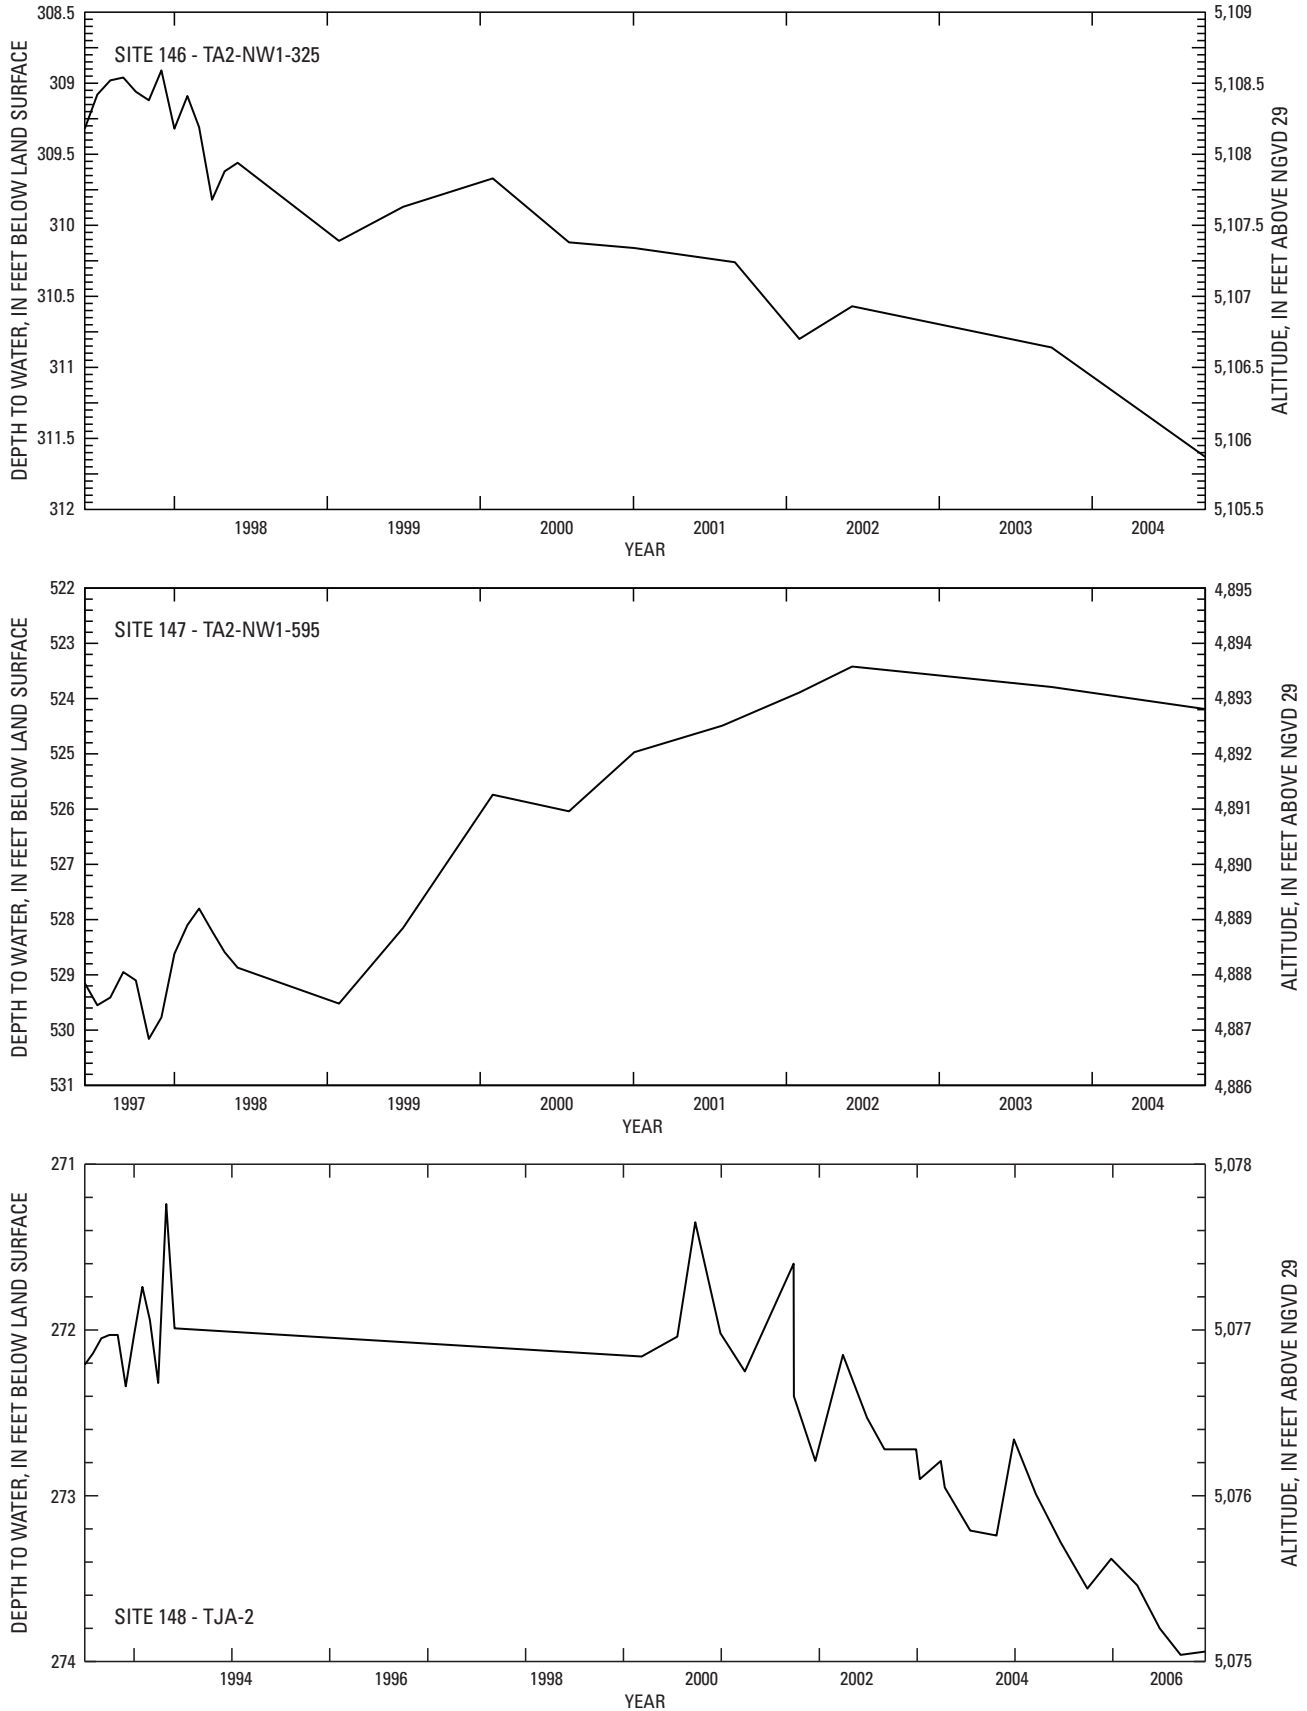 308.5
309
309.5
310
310.5
311
311.5
312
DEPTH TO WATER, IN FEET BELOW LAND SURFACE
SITE 146 - TA2-NW1-325
5,109
5,108.5
5,108
5,107.5
5,107
5,106.5
5,106
5,105.5
ALTITUDE, IN FEET ABOVE NGVD 29
1998 1999 2000 2001 2002 2003 2004
YEAR
522
523
524
525
526
527
528
529
530
531
DEPTH TO WATER, IN FEET BELOW LAND SURFACE
SITE 147 - TA2-NW1-595
4,895
4,894
4,893
4,892
4,891
4,890
4,889
4,888
4,887
4,886
ALTITUDE, IN FEET ABOVE NGVD 29
1997 1998 1999 2000 2001 2002 2003 2004
YEAR
271
272
273
274
DEPTH TO WATER, IN FEET BELOW LAND SURFACE
SITE 148 - TJA-2
5,078
5,077
5,076
5,075
ALTITUDE, IN FEET ABOVE NGVD 29
1994 1996 1998 2000 2002 2004 2006
YEAR